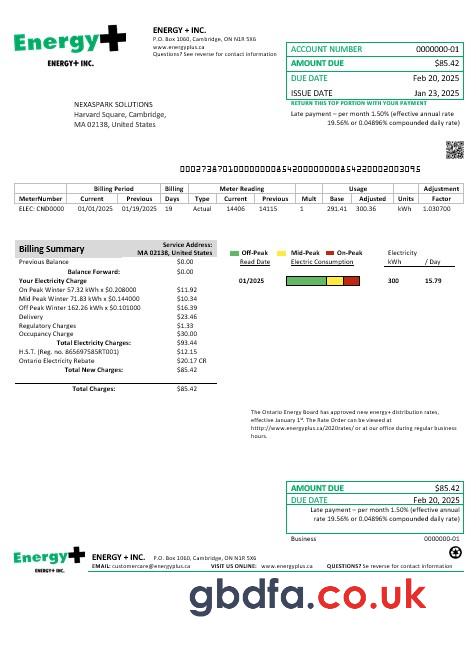 Energy+
ENERGY+ INC.
ENERGY + INC.
P.O. Box 1060, Cambridge, ON N1R 5X6
www.energyplus.ca
Questions? See reverse for contact information
ACCOUNT NUMBER 0000000-01
AMOUNT DUE $85.42
DUE DATE Feb 20, 2025
ISSUE DATE Jan 23, 2025
RETURN THIS TOP PORTION WITH YOUR PAYMENT
Late payment – per month 1.50% (effective annual rate
19.56% or 0.04896% compounded daily rate)
NEXASPARK SOLUTIONS
Harvard Square, Cambridge,
MA 02138, United States
Billing Period Billing Meter Reading Usage Adjustment
MeterNumber Current Previous Days Type Current Previous Mult Base Adjusted Units Factor
ELEC: CND0000 01/01/2025 01/19/2025 19 Actual 14406 14115 1 291.41 300.36 kWh 1.030700
Billing Summary
Service Address:
MA 02138, United States
Previous Balance $0.00
Balance Forward: $0.00
Your Electricity Charge
On Peak Winter 57.32 kWh x $0.208000 $11.92
Mid Peak Winter 71.83 kWh x $0.144000 $10.34
Off Peak Winter 162.26 kWh x $0.101000 $16.39
Delivery $23.46
Regulatory Charges $1.33
Occupancy Charge $30.00
Total Electricity Charges: $93.44
H.S.T. (Reg. no. 865697585RT001) $12.15
Ontario Electricity Rebate $20.17 CR
Total New Charges: $85.42
Total Charges: $85.42
Off-Peak Mid-Peak On-Peak Electricity
Read Date Electric Consumption kWh / Day
01/2025 300 15.79
The Ontario Energy Board has approved new energy+ distribution rates,
effective January 1st. The Rate Order can be viewed at
http://www.energyplus.ca/2020rates/ or at our office during regular business
hours.
AMOUNT DUE $85.42
DUE DATE Feb 20, 2025
Late payment – per month 1.50% (effective annual
rate 19.56% or 0.04896% compounded daily rate)
Business 0000000-01
Energy+
ENERGY+ INC.
ENERGY + INC. P.O. Box 1060, Cambridge, ON N1R 5X6
EMAIL: customercare@energyplus.ca VISIT US ONLINE: www.energyplus.ca QUESTIONS? Se reverse for contact information
gbdfa.co.uk